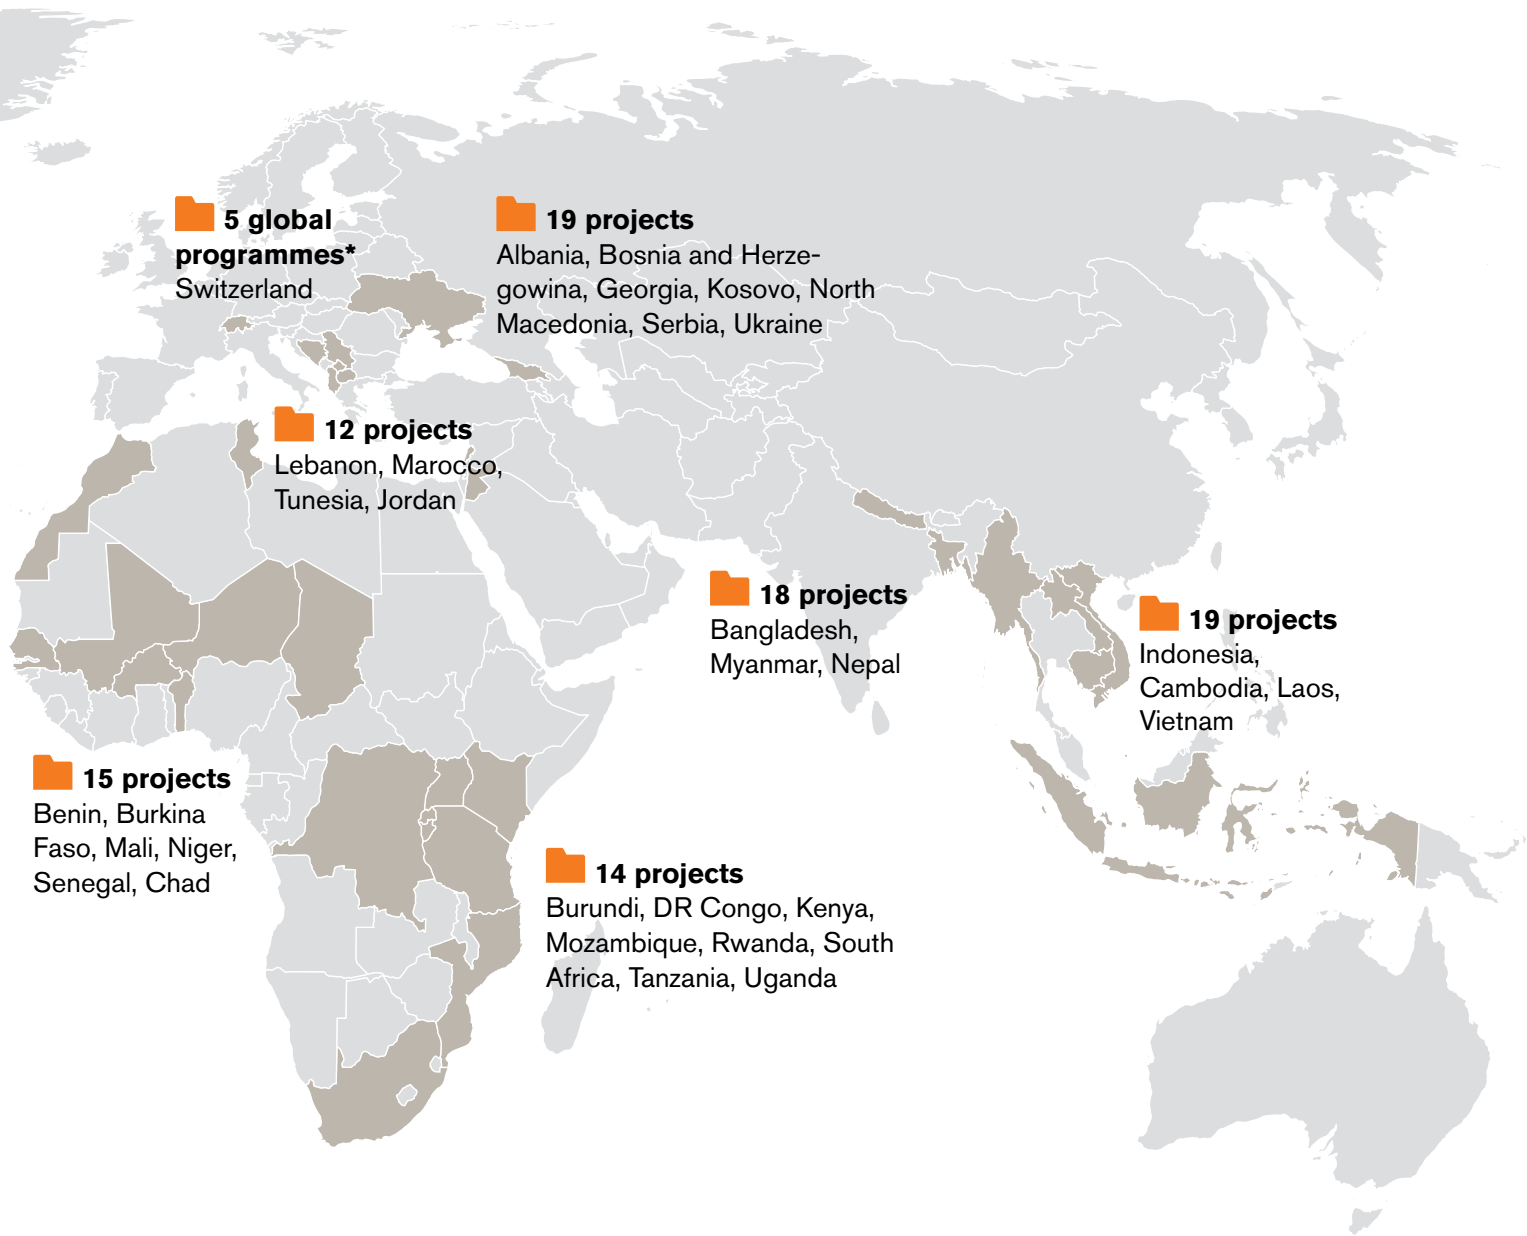 5 global
programmes*
Switzerland
19 projects
Albania, Bosnia and Herze-
gowina, Georgia, Kosovo, North
Macedonia, Serbia, Ukraine
12 projects
Lebanon, Marocco,
Tunesia, Jordan
18 projects
Bangladesh,
Myanmar, Nepal
19 projects
Indonesia,
Cambodia, Laos,
Vietnam
15 projects
Benin, Burkina
Faso, Mali, Niger,
Senegal, Chad
14 projects
Burundi, DR Congo, Kenya,
Mozambique, Rwanda, South
Africa, Tanzania, Uganda